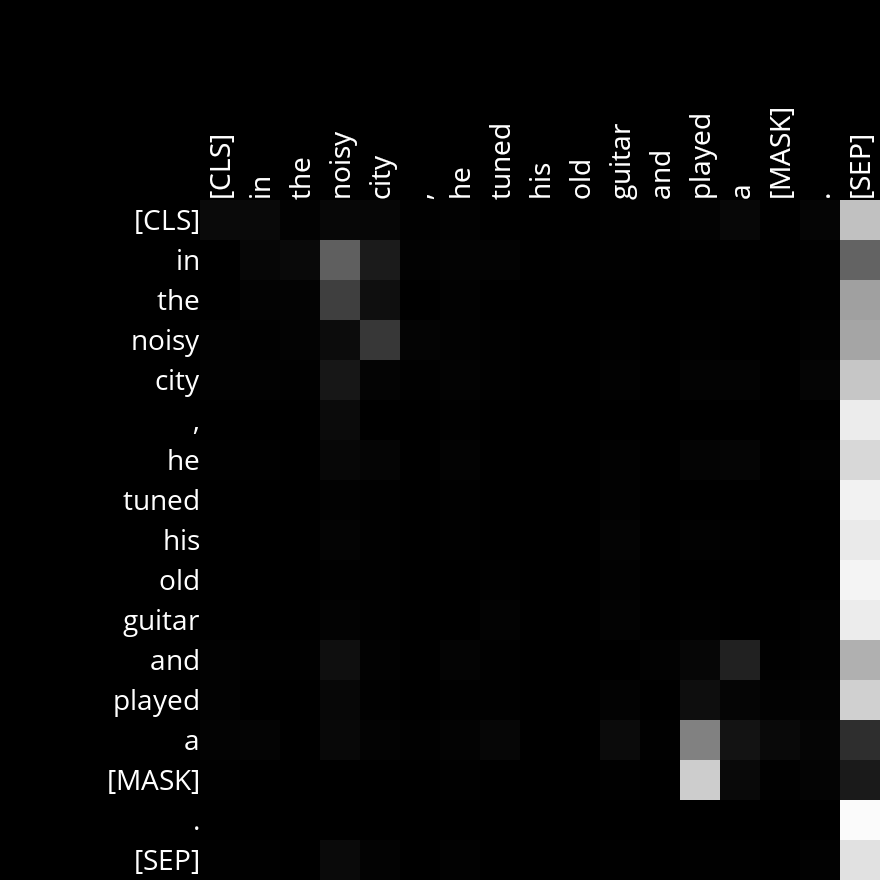 [CLS] in the noisy city , he tuned his old guitar and played a [MASK] . [SEP]
[CLS]
in
the
noisy
city
,
he
tuned
his
old
guitar
and
played
a
[MASK]
.
[SEP]